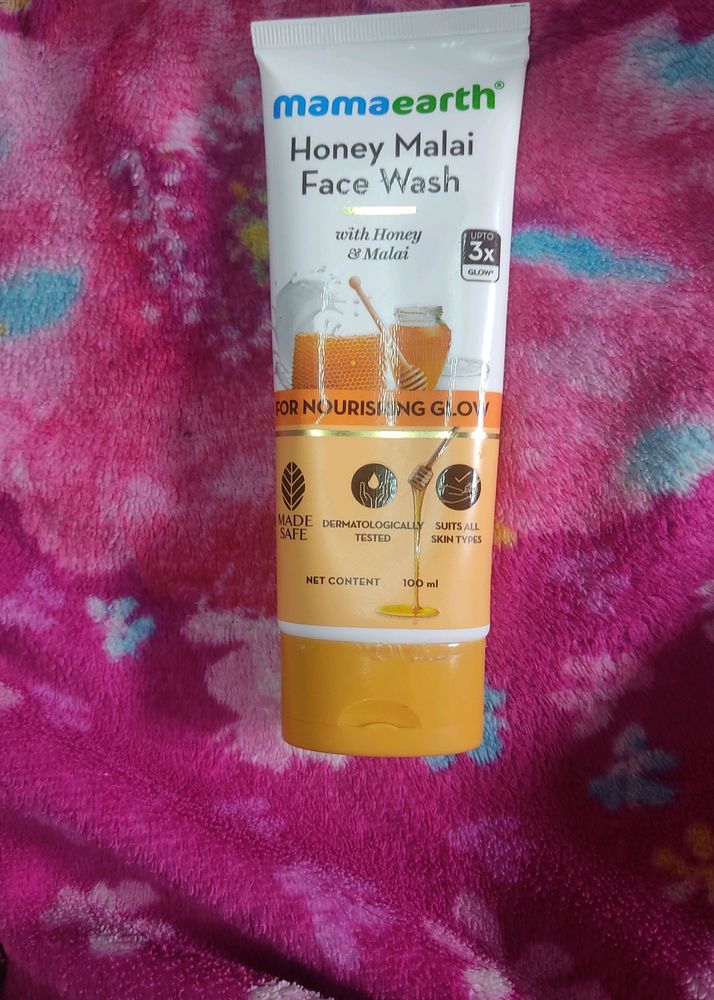 mamaearth®
Honey Malai
Face Wash
with Honey
& Malai
UPTO
3x
GLOW*
FOR NOURISHING GLOW
MADE
SAFE
DERMATOLOGICALLY
TESTED
SUITS ALL
SKIN TYPES
NET CONTENT 100 ml